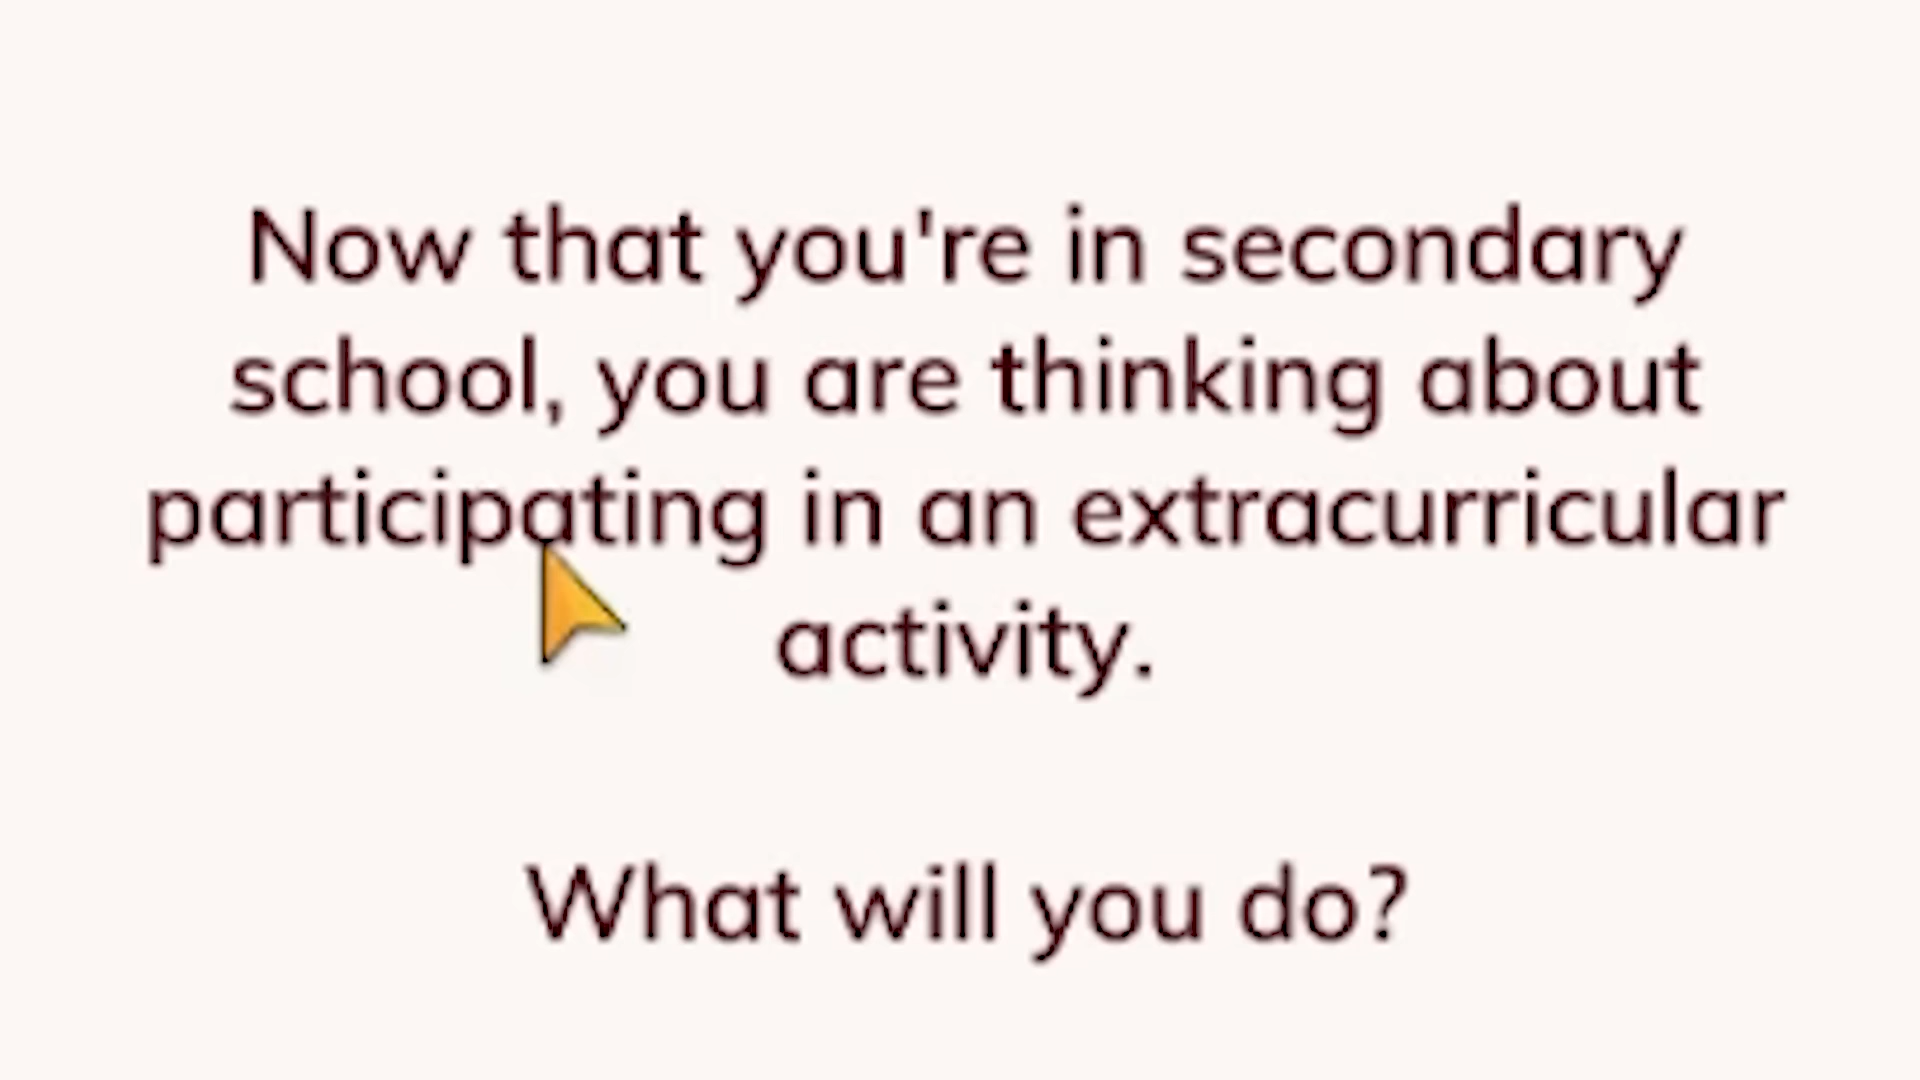 Now that you're in secondary
school, you are thinking about
participating in an extracurricular
activity.
What will you do?